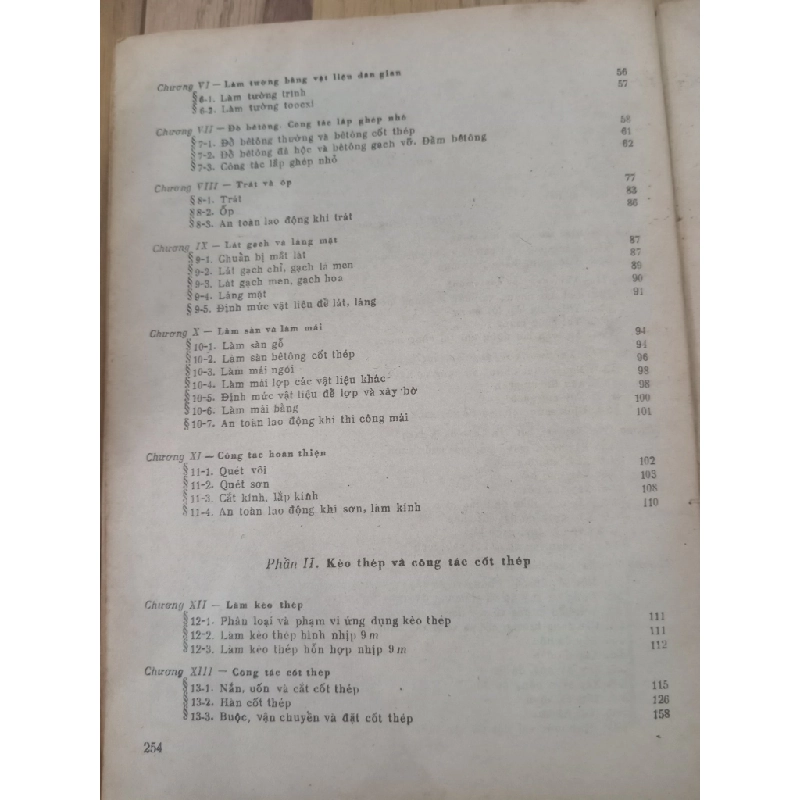 Chương VI — Làm tường bằng vật liệu dân gian
§6-1. Làm tường trình 56
§6-2. Làm tường toocxi 57
Chương VII — Đổ bêtông. Công tác lắp ghép nhỏ
§7-1. Đổ bêtông thường và bêtông cốt thép 58
§7-2. Đổ bêtông đá hộc và bêtông gạch vỡ. Đầm bêtông 61
§7-3. Công tác lắp ghép nhỏ 62
Chương VIII — Trát và ốp
§8-1. Trát 77
§8-2. Ốp 83
§8-3. An toàn lao động khi trát 86
Chương IX — Lát gạch và láng mặt
§9-1. Chuẩn bị mặt lát 87
§9-2. Lát gạch chỉ, gạch lá men 87
§9-3. Lát gạch men, gạch hoa 89
§9-4. Láng mặt 90
§9-5. Định mức vật liệu để lát, láng 91
Chương X — Làm sàn và làm mái
§10-1. Làm sàn gỗ 94
§10-2. Làm sàn bêtông cốt thép 94
§10-3. Làm mái ngói 96
§10-4. Làm mái lợp các vật liệu khác 98
§10-5. Định mức vật liệu để lợp và xây bờ 98
§10-6. Làm mái bằng 100
§10-7. An toàn lao động khi thi công mái 101
Chương XI — Công tác hoàn thiện
§11-1. Quét vôi 102
§11-2. Quét sơn 103
§11-3. Cắt kính, lắp kính 108
§11-4. An toàn lao động khi sơn, làm kính 110
Phần II. Kèo thép và công tác cốt thép
Chương XII — Làm kèo thép
§12-1. Phân loại và phạm vi ứng dụng kèo thép 111
§12-2. Làm kèo thép hình nhịp 9m 111
§12-3. Làm kèo thép hỗn hợp nhịp 9m 112
Chương XIII — Công tác cốt thép
§13-1. Nắn, uốn và cắt cốt thép 115
§13-2. Hàn cốt thép 126
§13-3. Buộc, vận chuyển và đặt cốt thép 158
254